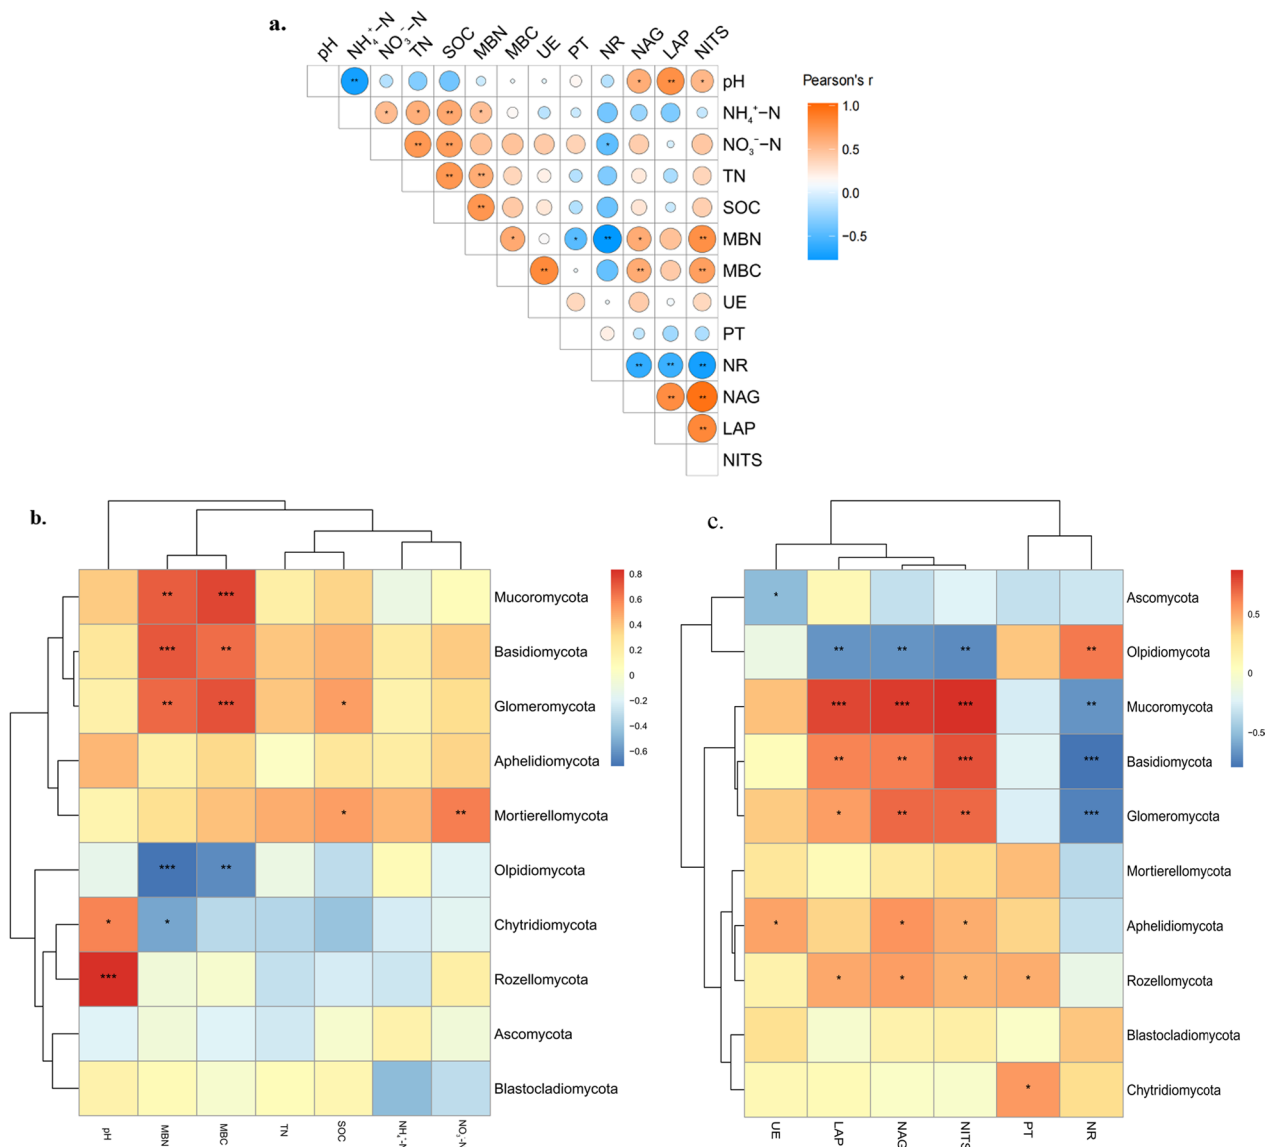 a.
pH NH₄⁺−N NO₃⁻−N TN SOC MBN MBC UE PT NR NAG LAP NITS
** * ** * pH
* * ** * NH₄⁺−N
** ** * NO₃⁻−N
** ** TN
** SOC
* * ** * ** MBN
** ** ** MBC
UE
PT
** ** ** NR
** ** NAG
** LAP
NITS
Pearson's r
1.0
0.5
0.0
−0.5
b.
** *** Mucoromycota
*** ** Basidiomycota
** *** * Glomeromycota
Aphelidiomycota
* ** Mortierellomycota
*** ** Olpidiomycota
* * Chytridiomycota
*** Rozellomycota
Ascomycota
Blastocladiomycota
pH MBN MBC TN SOC NH₄⁺-N NO₃⁻-N
0.8
0.6
0.4
0.2
0
−0.2
−0.4
−0.6
c.
* Ascomycota
** ** ** ** Olpidiomycota
*** *** *** ** Mucoromycota
** ** *** *** Basidiomycota
* ** ** *** Glomeromycota
Mortierellomycota
* * * Aphelidiomycota
* * * * Rozellomycota
Blastocladiomycota
* Chytridiomycota
UE LAP NAG NITS PT NR
0.5
0
−0.5